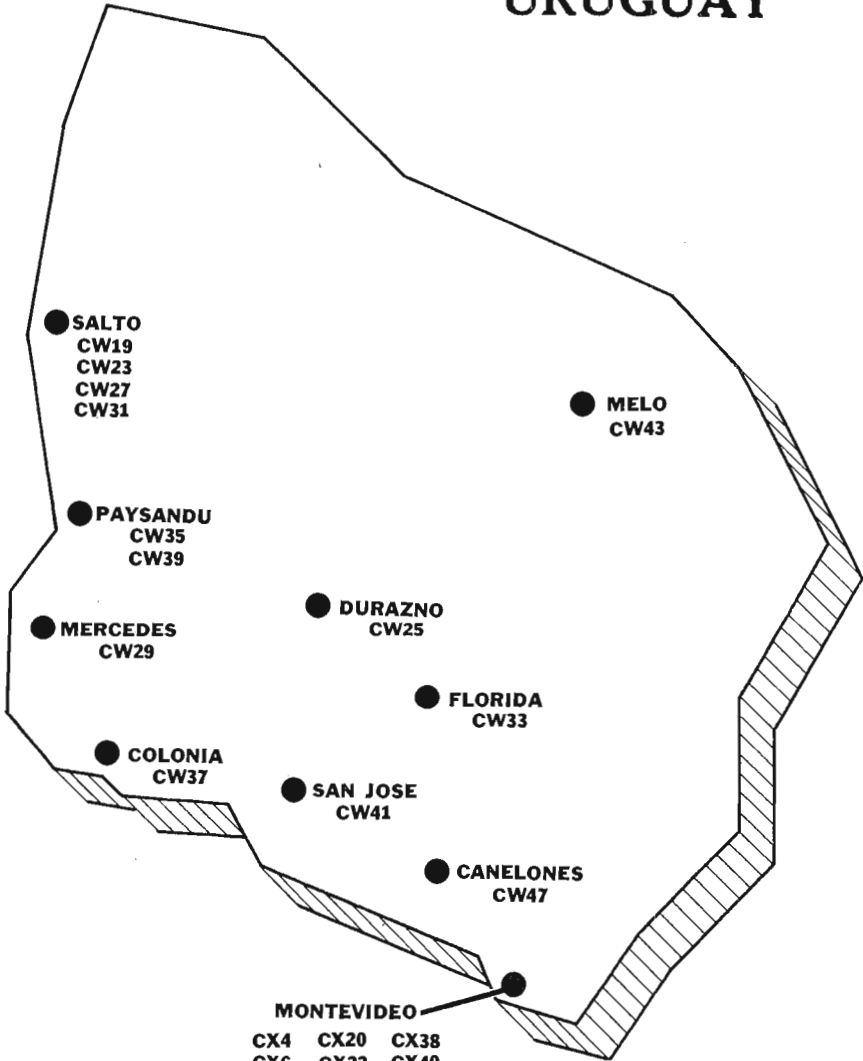 URUGUAY
SALTO
CW19
CW23
CW27
CW31
MELO
CW43
PAYSANDU
CW35
CW39
DURAZNO
CW25
MERCEDES
CW29
FLORIDA
CW33
COLONIA
CW37
SAN JOSE
CW41
CANELONES
CW47
MONTEVIDEO
CX4 CX20 CX38